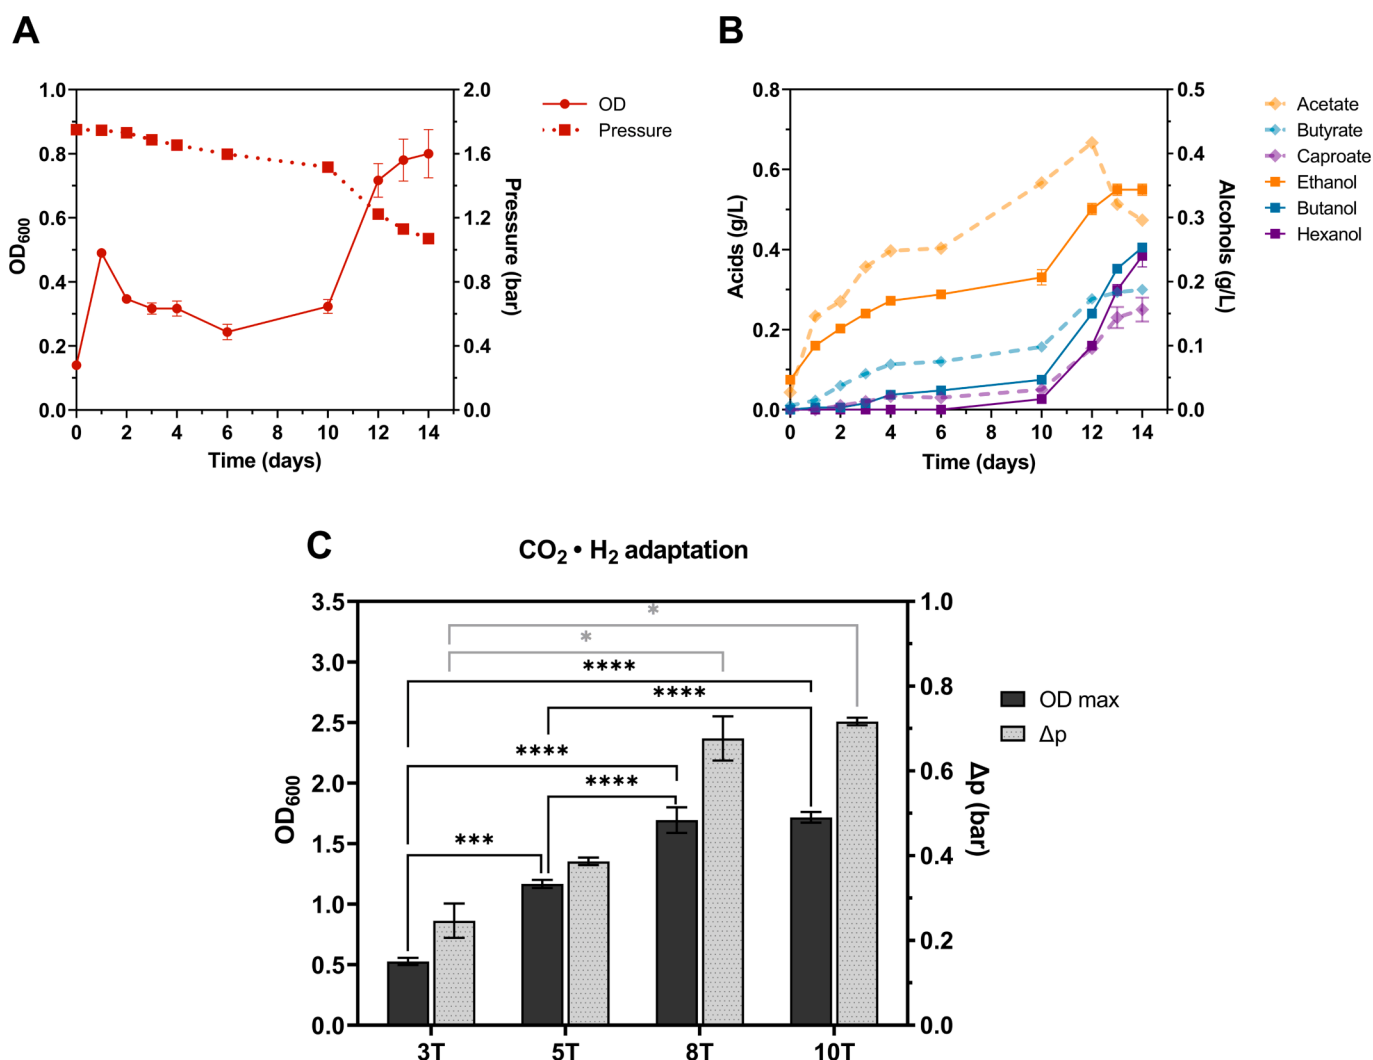 A
B
1.0
0.8
0.6
0.4
0.2
0.0
OD600
2.0
1.6
1.2
0.8
0.4
0.0
Pressure (bar)
0 2 4 6 8 10 12 14
Time (days)
OD
Pressure
0.8
0.6
0.4
0.2
0.0
Acids (g/L)
0.5
0.4
0.3
0.2
0.1
0.0
Alcohols (g/L)
0 2 4 6 8 10 12 14
Time (days)
Acetate
Butyrate
Caproate
Ethanol
Butanol
Hexanol
C
CO2 • H2 adaptation
3.5
3.0
2.5
2.0
1.5
1.0
0.5
0.0
OD600
1.0
0.8
0.6
0.4
0.2
0.0
Δp (bar)
*
*
****
****
****
****
***
3T 5T 8T 10T
OD max
Δp